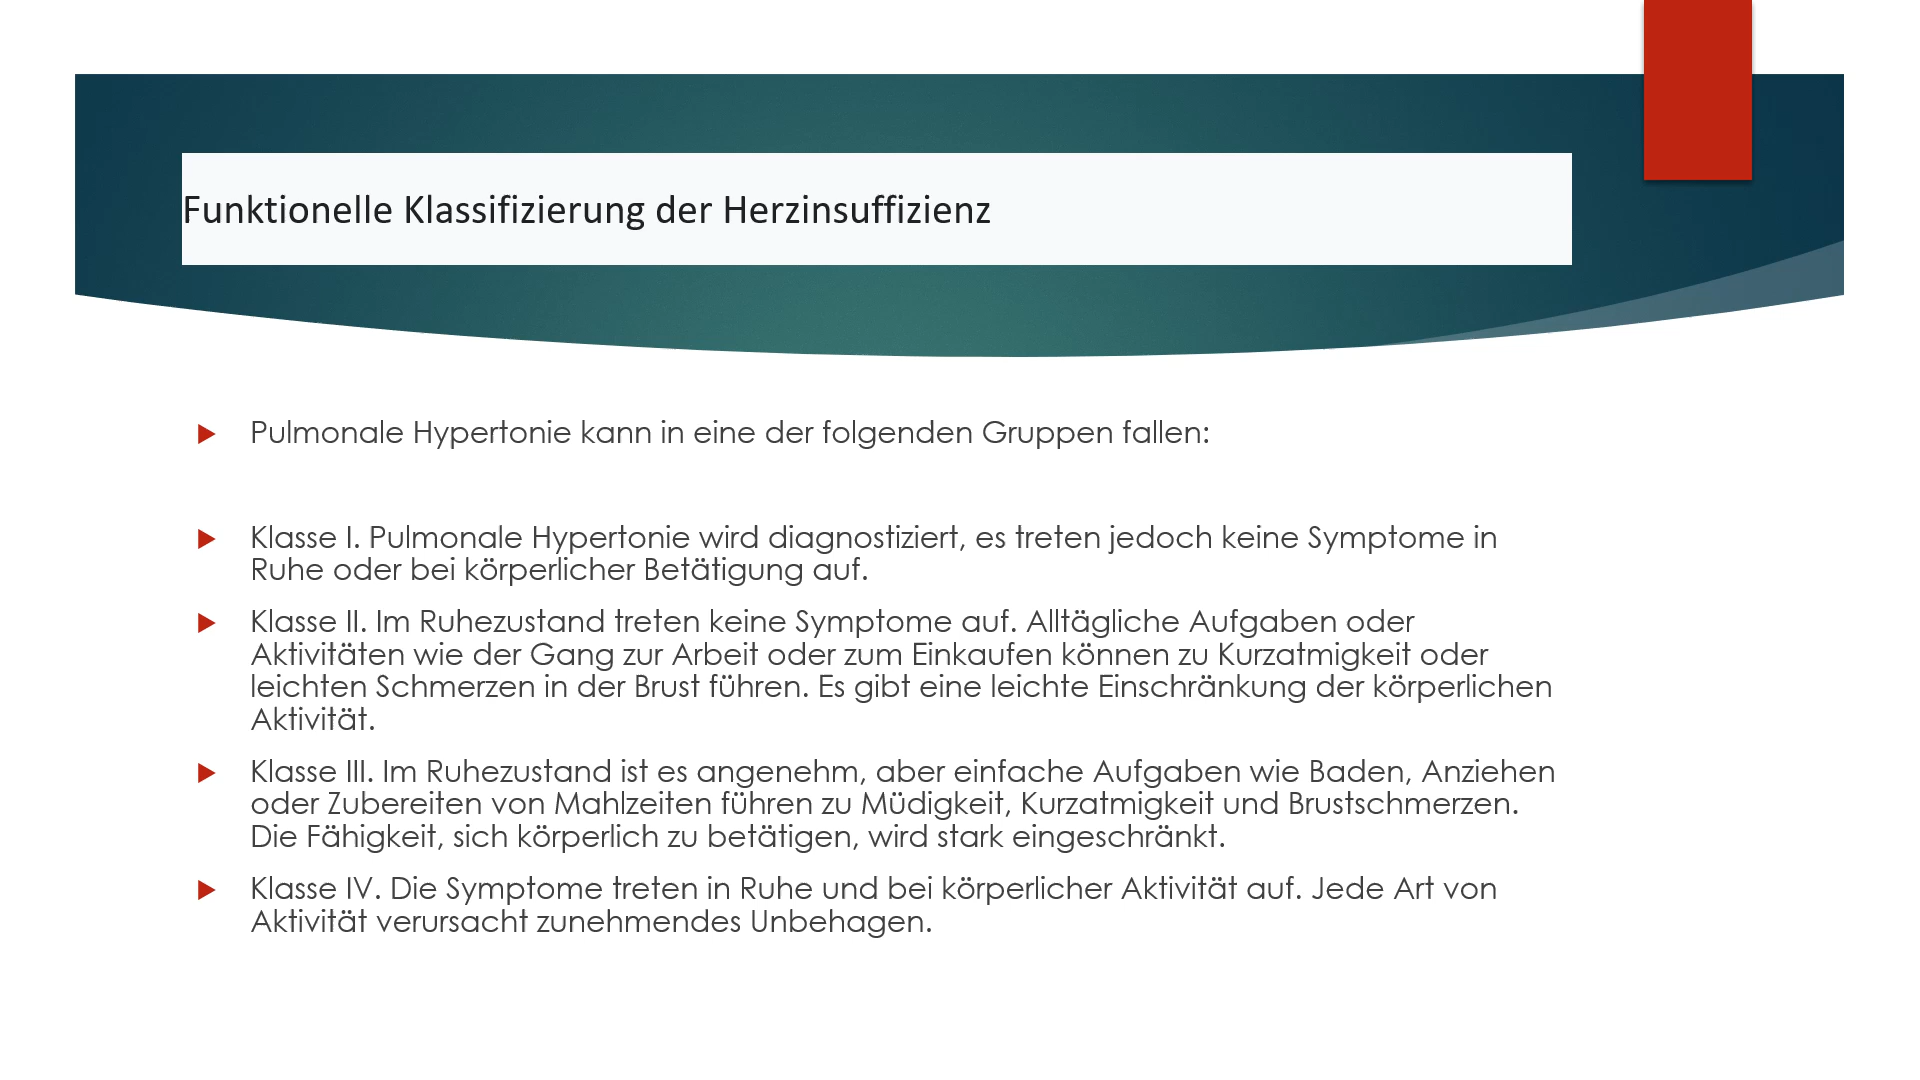 Funktionelle Klassifizierung der Herzinsuffizienz
Pulmonale Hypertonie kann in eine der folgenden Gruppen fallen:
Klasse I. Pulmonale Hypertonie wird diagnostiziert, es treten jedoch keine Symptome in
Ruhe oder bei körperlicher Betätigung auf.
Klasse II. Im Ruhezustand treten keine Symptome auf. Alltägliche Aufgaben oder
Aktivitäten wie der Gang zur Arbeit oder zum Einkaufen können zu Kurzatmigkeit oder
leichten Schmerzen in der Brust führen. Es gibt eine leichte Einschränkung der körperlichen
Aktivität.
Klasse III. Im Ruhezustand ist es angenehm, aber einfache Aufgaben wie Baden, Anziehen
oder Zubereiten von Mahlzeiten führen zu Müdigkeit, Kurzatmigkeit und Brustschmerzen.
Die Fähigkeit, sich körperlich zu betätigen, wird stark eingeschränkt.
Klasse IV. Die Symptome treten in Ruhe und bei körperlicher Aktivität auf. Jede Art von
Aktivität verursacht zunehmendes Unbehagen.